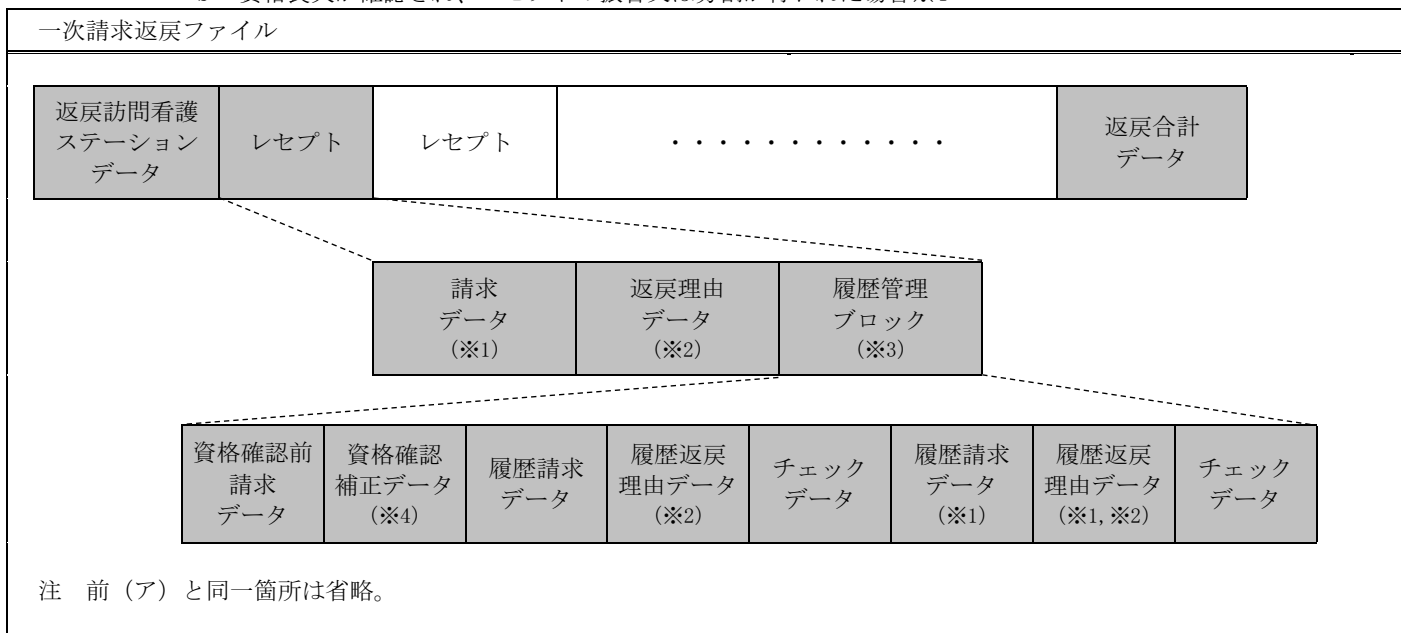 一次請求返戻ファイル
返戻訪問看護
ステーション
データ
レセプト
レセプト
・・・・・・・・・・・・
返戻合計
データ
請求
データ
(※1)
返戻理由
データ
(※2)
履歴管理
ブロック
(※3)
資格確認前
請求
データ
資格確認
補正データ
(※4)
履歴請求
データ
履歴返戻
理由データ
(※2)
チェック
データ
履歴請求
データ
(※1)
履歴返戻
理由データ
(※1,※2)
チェック
データ
注 前(ア)と同一箇所は省略。